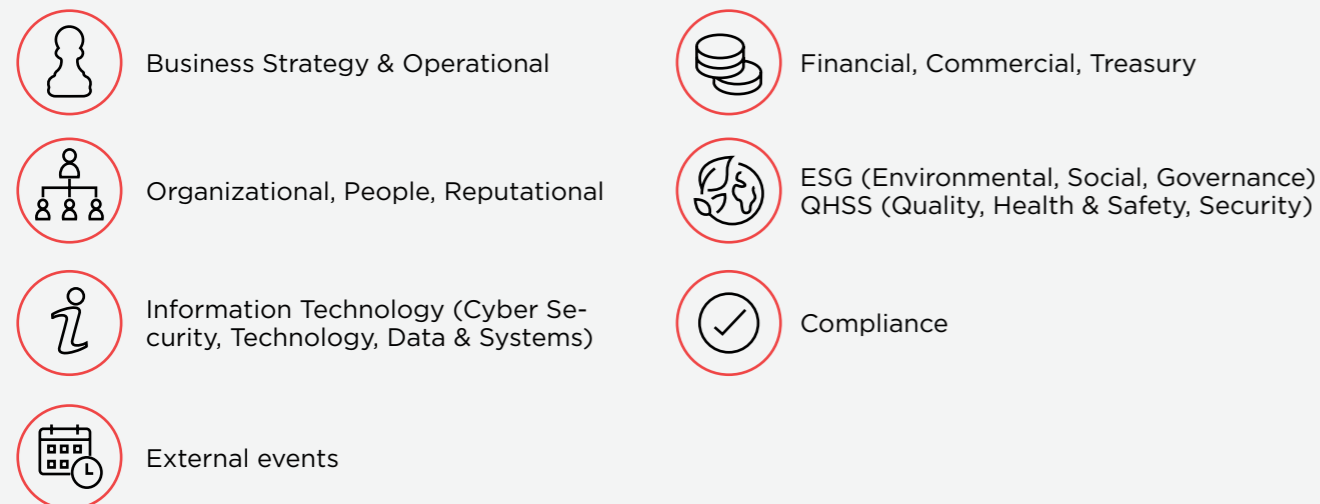 Business Strategy & Operational
Financial, Commercial, Treasury
Organizational, People, Reputational
ESG (Environmental, Social, Governance)
QHSS (Quality, Health & Safety, Security)
Information Technology (Cyber Se-
curity, Technology, Data & Systems)
Compliance
External events